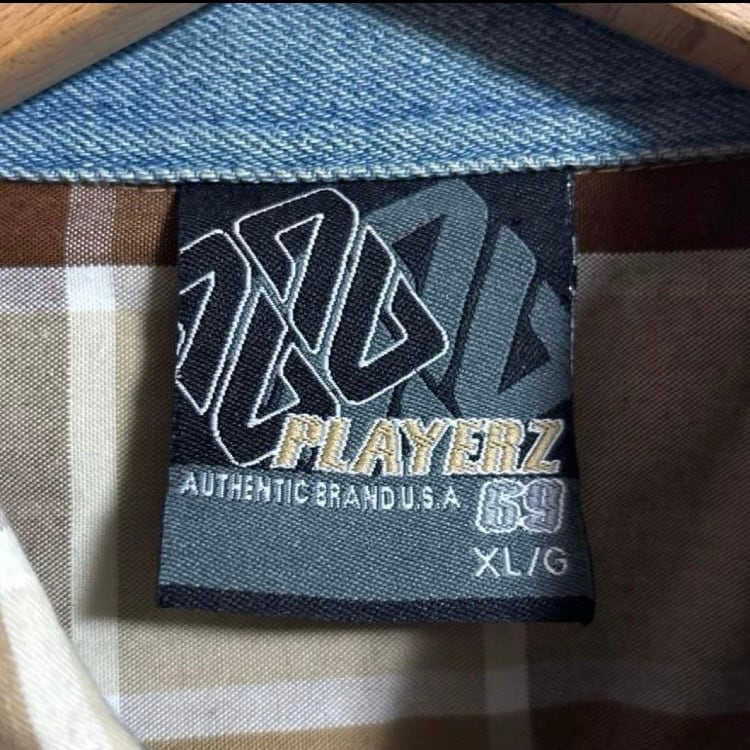 PLAYERZ
AUTHENTIC BRAND U.S.A
69
XL/G